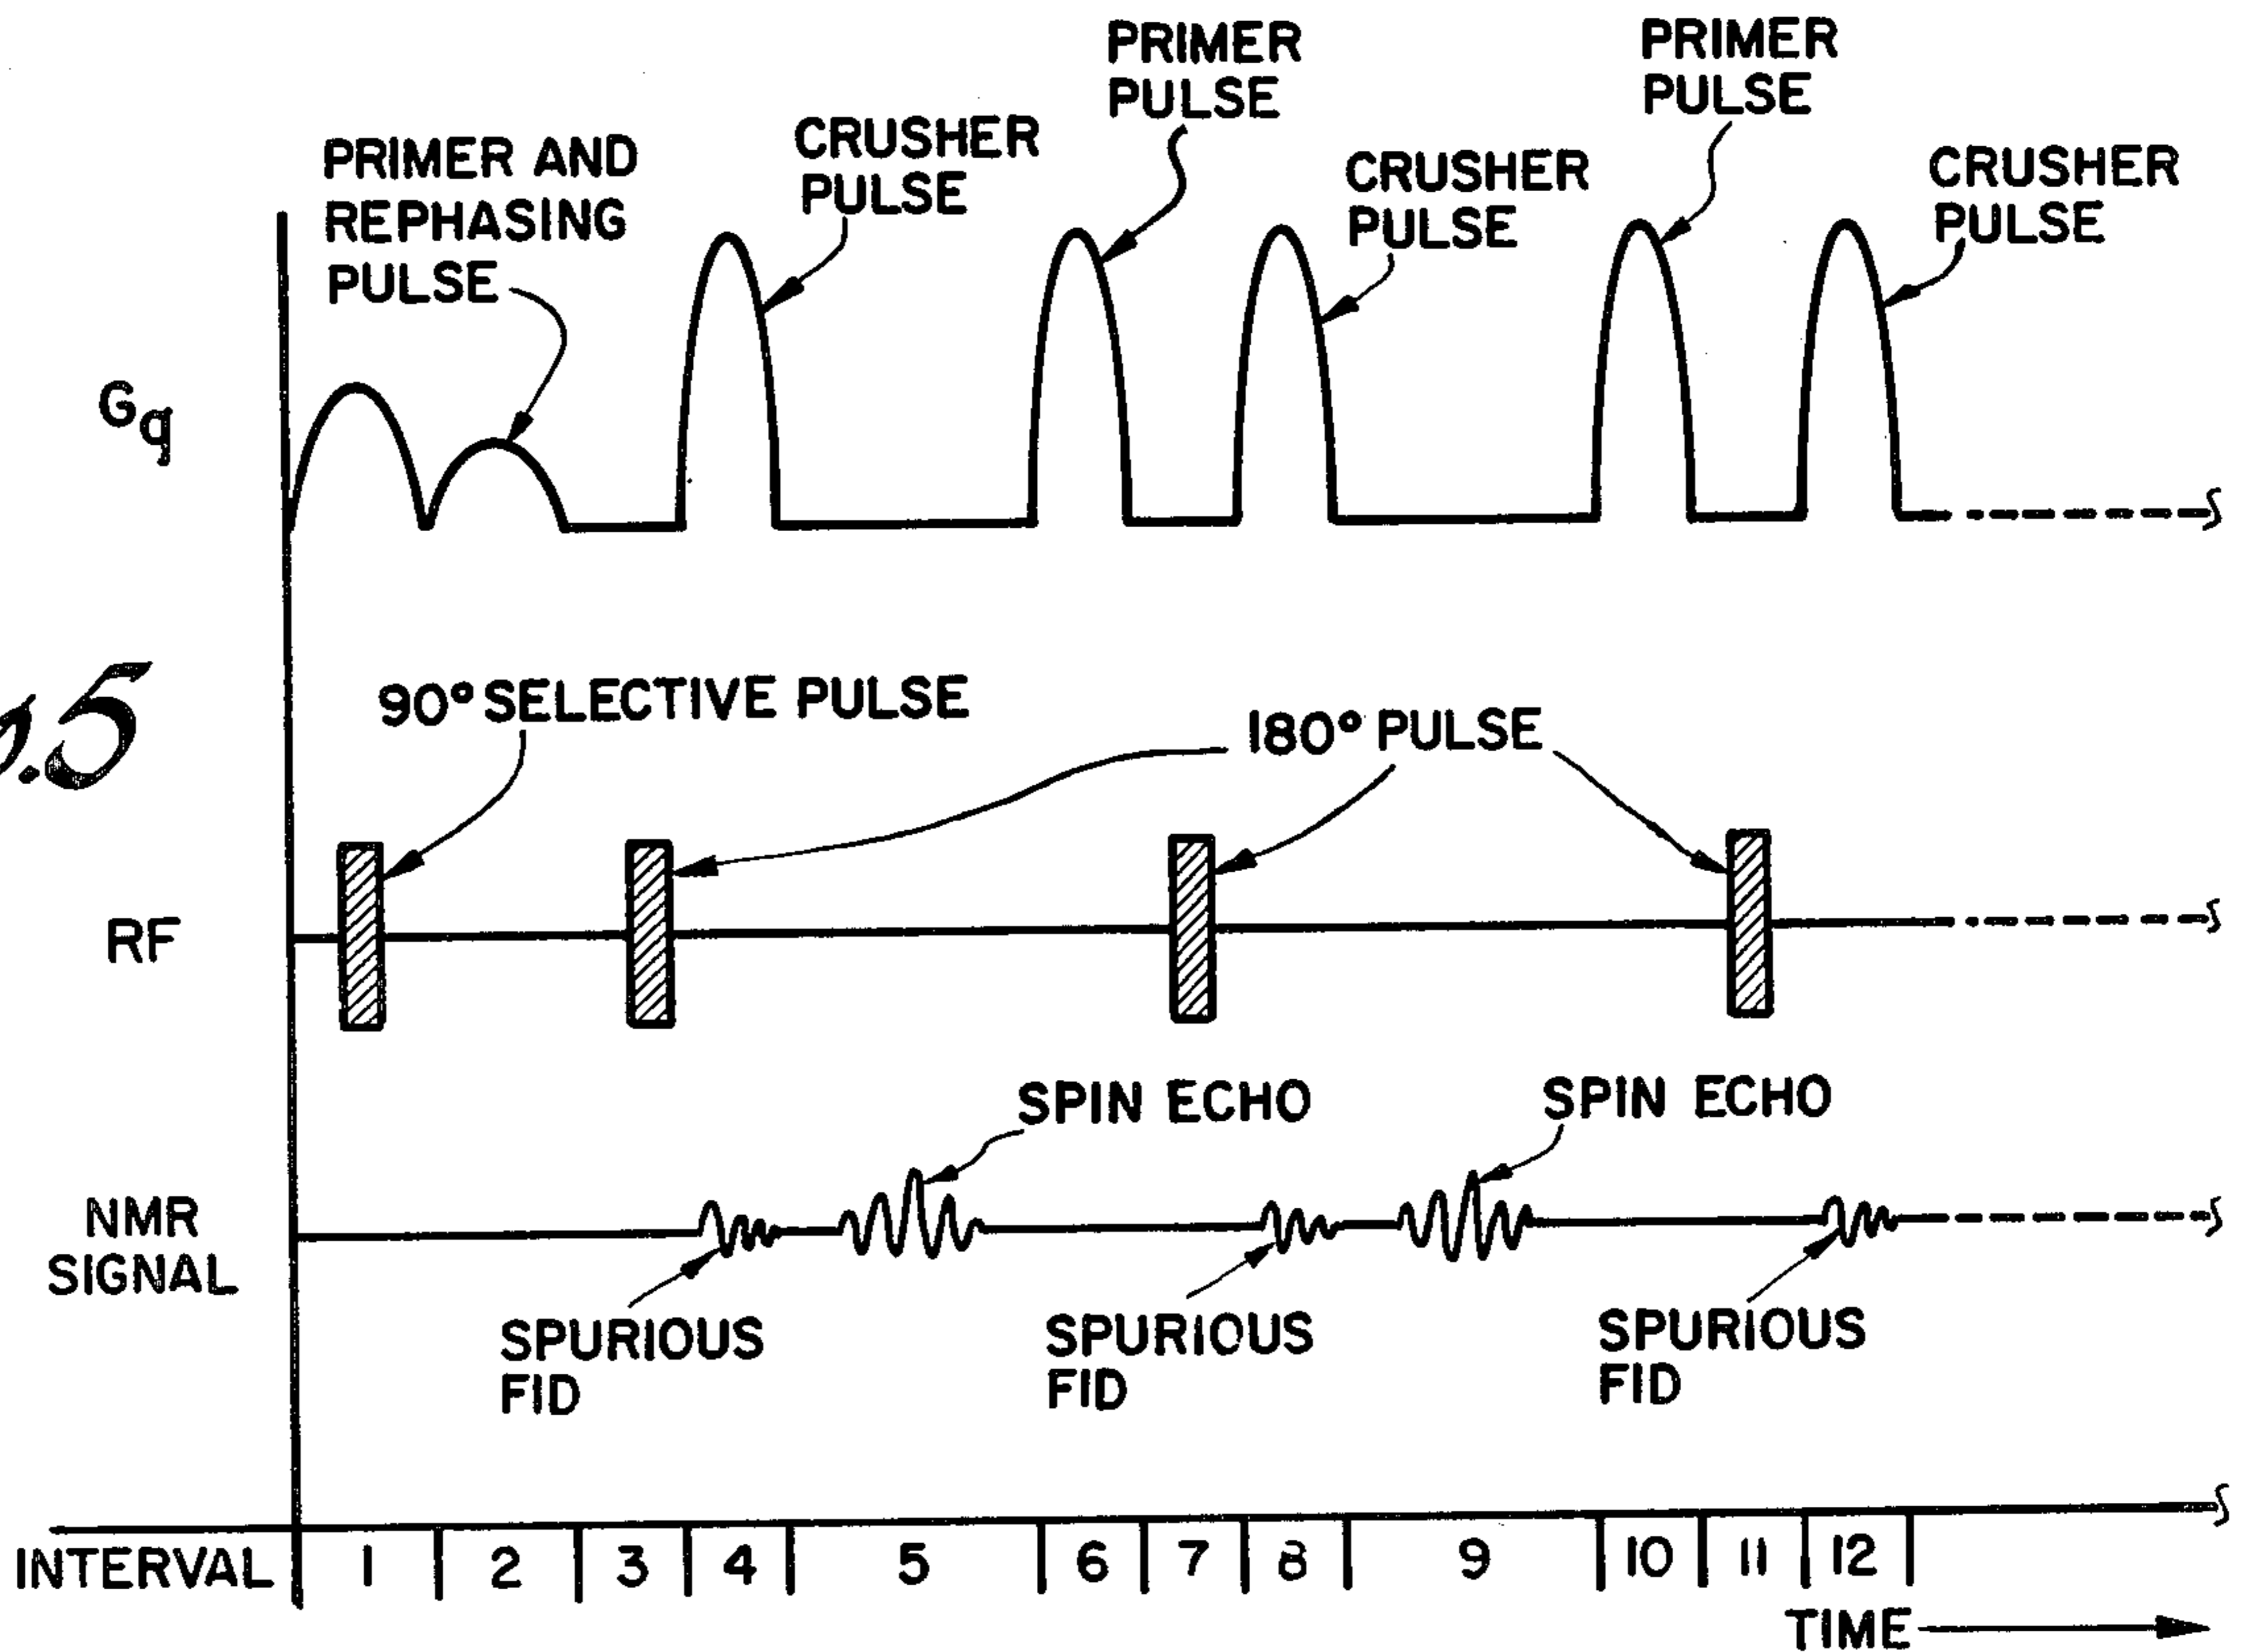 PRIMER AND
REPHASING
PULSE
CRUSHER
PULSE
PRIMER
PULSE
CRUSHER
PULSE
PRIMER
PULSE
CRUSHER
PULSE
Gq
.5
90° SELECTIVE PULSE
180° PULSE
RF
SPIN ECHO
SPIN ECHO
NMR
SIGNAL
SPURIOUS
FID
SPURIOUS
FID
SPURIOUS
FID
INTERVAL 1 2 3 4 5 6 7 8 9 10 11 12
TIME